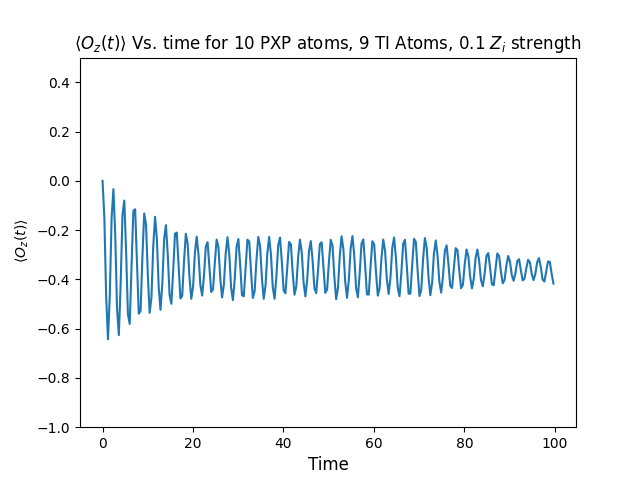 ⟨O_z(t)⟩ Vs. time for 10 PXP atoms, 9 TI Atoms, 0.1 Z_i strength
0.4
0.2
0.0
−0.2
−0.4
−0.6
−0.8
−1.0
⟨O_z(t)⟩
0 20 40 60 80 100
Time